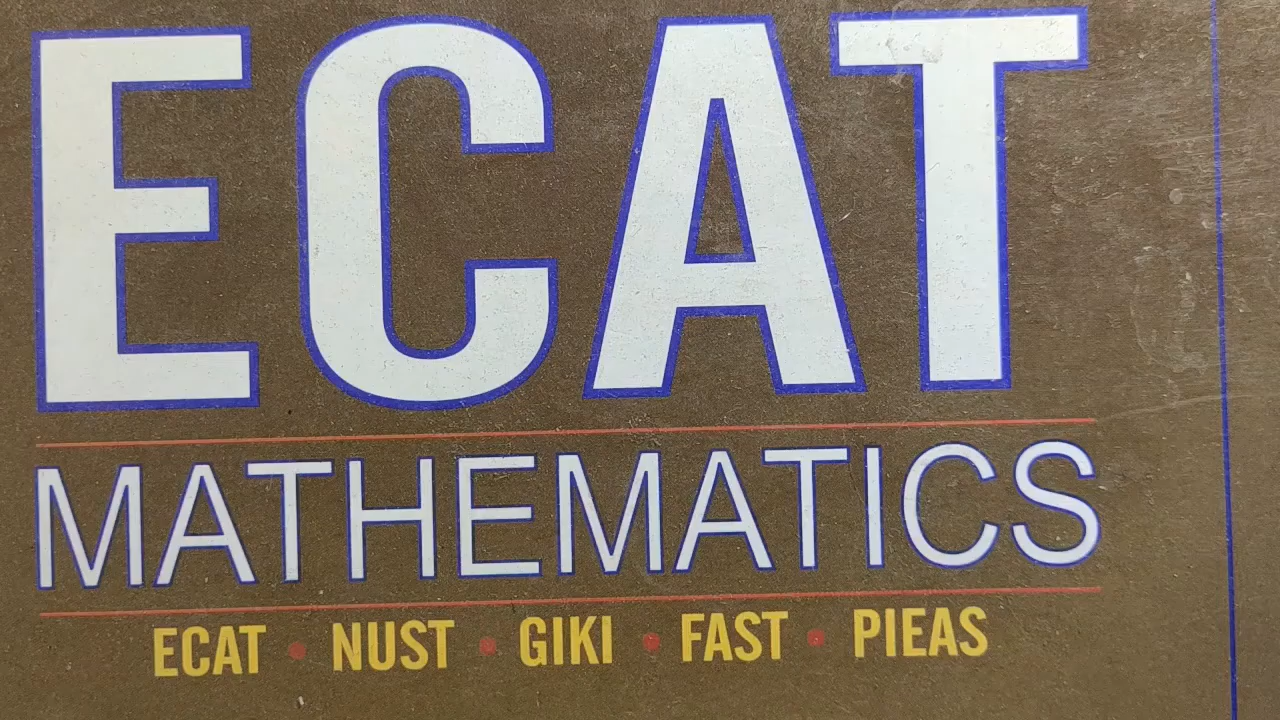 ECAT
MATHEMATICS
ECAT • NUST • GIKI • FAST • PIEAS